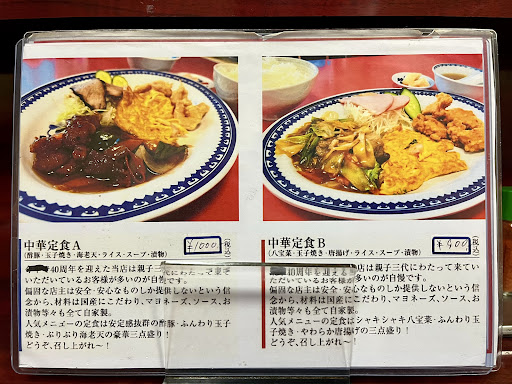 中華定食A
(酢豚・玉子焼き・海老天・ライス・スープ・漬物)
¥1000 (税込)
40周年を迎えた当店は親子三代にわたって来て
いただいているお客様が多いのが自慢です。
偏固な店主は安全・安心なものしか提供しないという信
念から、材料は国産にこだわり、マヨネーズ、ソース、お
漬物等々も全て自家製。
人気メニューの定食は安定感抜群の酢豚・ふんわり玉子
焼き・ぷりぷり海老天の豪華三点盛り!
どうぞ、召し上がれ〜!
中華定食B
(八宝菜・玉子焼き・唐揚げ・ライス・スープ・漬物)
¥900 (税込)
40周年を迎える 店は親子三代にわたって来てい
ただいているお客様が多いのが自慢です。
偏固な店主は安全・安心なものしか提供しないという信
念から、材料は国産にこだわり、マヨネーズ、ソース、お
漬物等々も全て自家製。
人気メニューの定食はシャキシャキ八宝菜・ふんわり玉子
焼き・やわらか唐揚げの三点盛り!
どうぞ、召し上がれ〜!